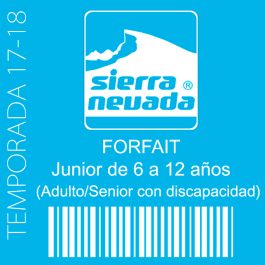 TEMPORADA 17-18
sierra ®
nevada
FORFAIT
Junior de 6 a 12 años
(Adulto/Senior con discapacidad)